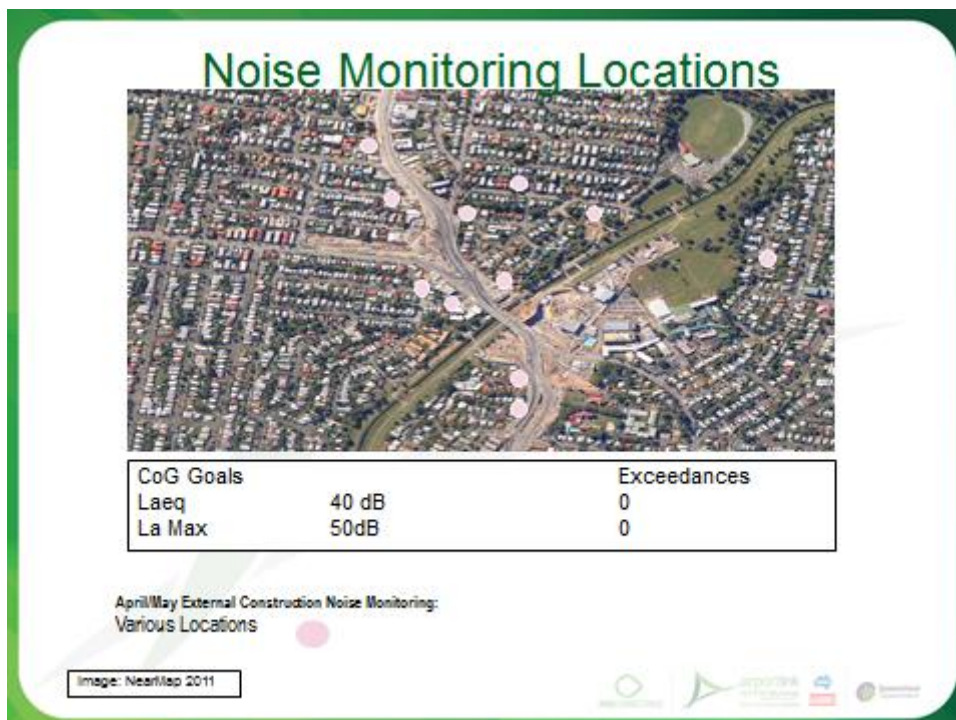 Noise Monitoring Locations
CoG Goals Exceedances
Laeq 40 dB 0
La Max 50dB 0
April/May External Construction Noise Monitoring:
Various Locations
Image: NearMap 2011
airportlink